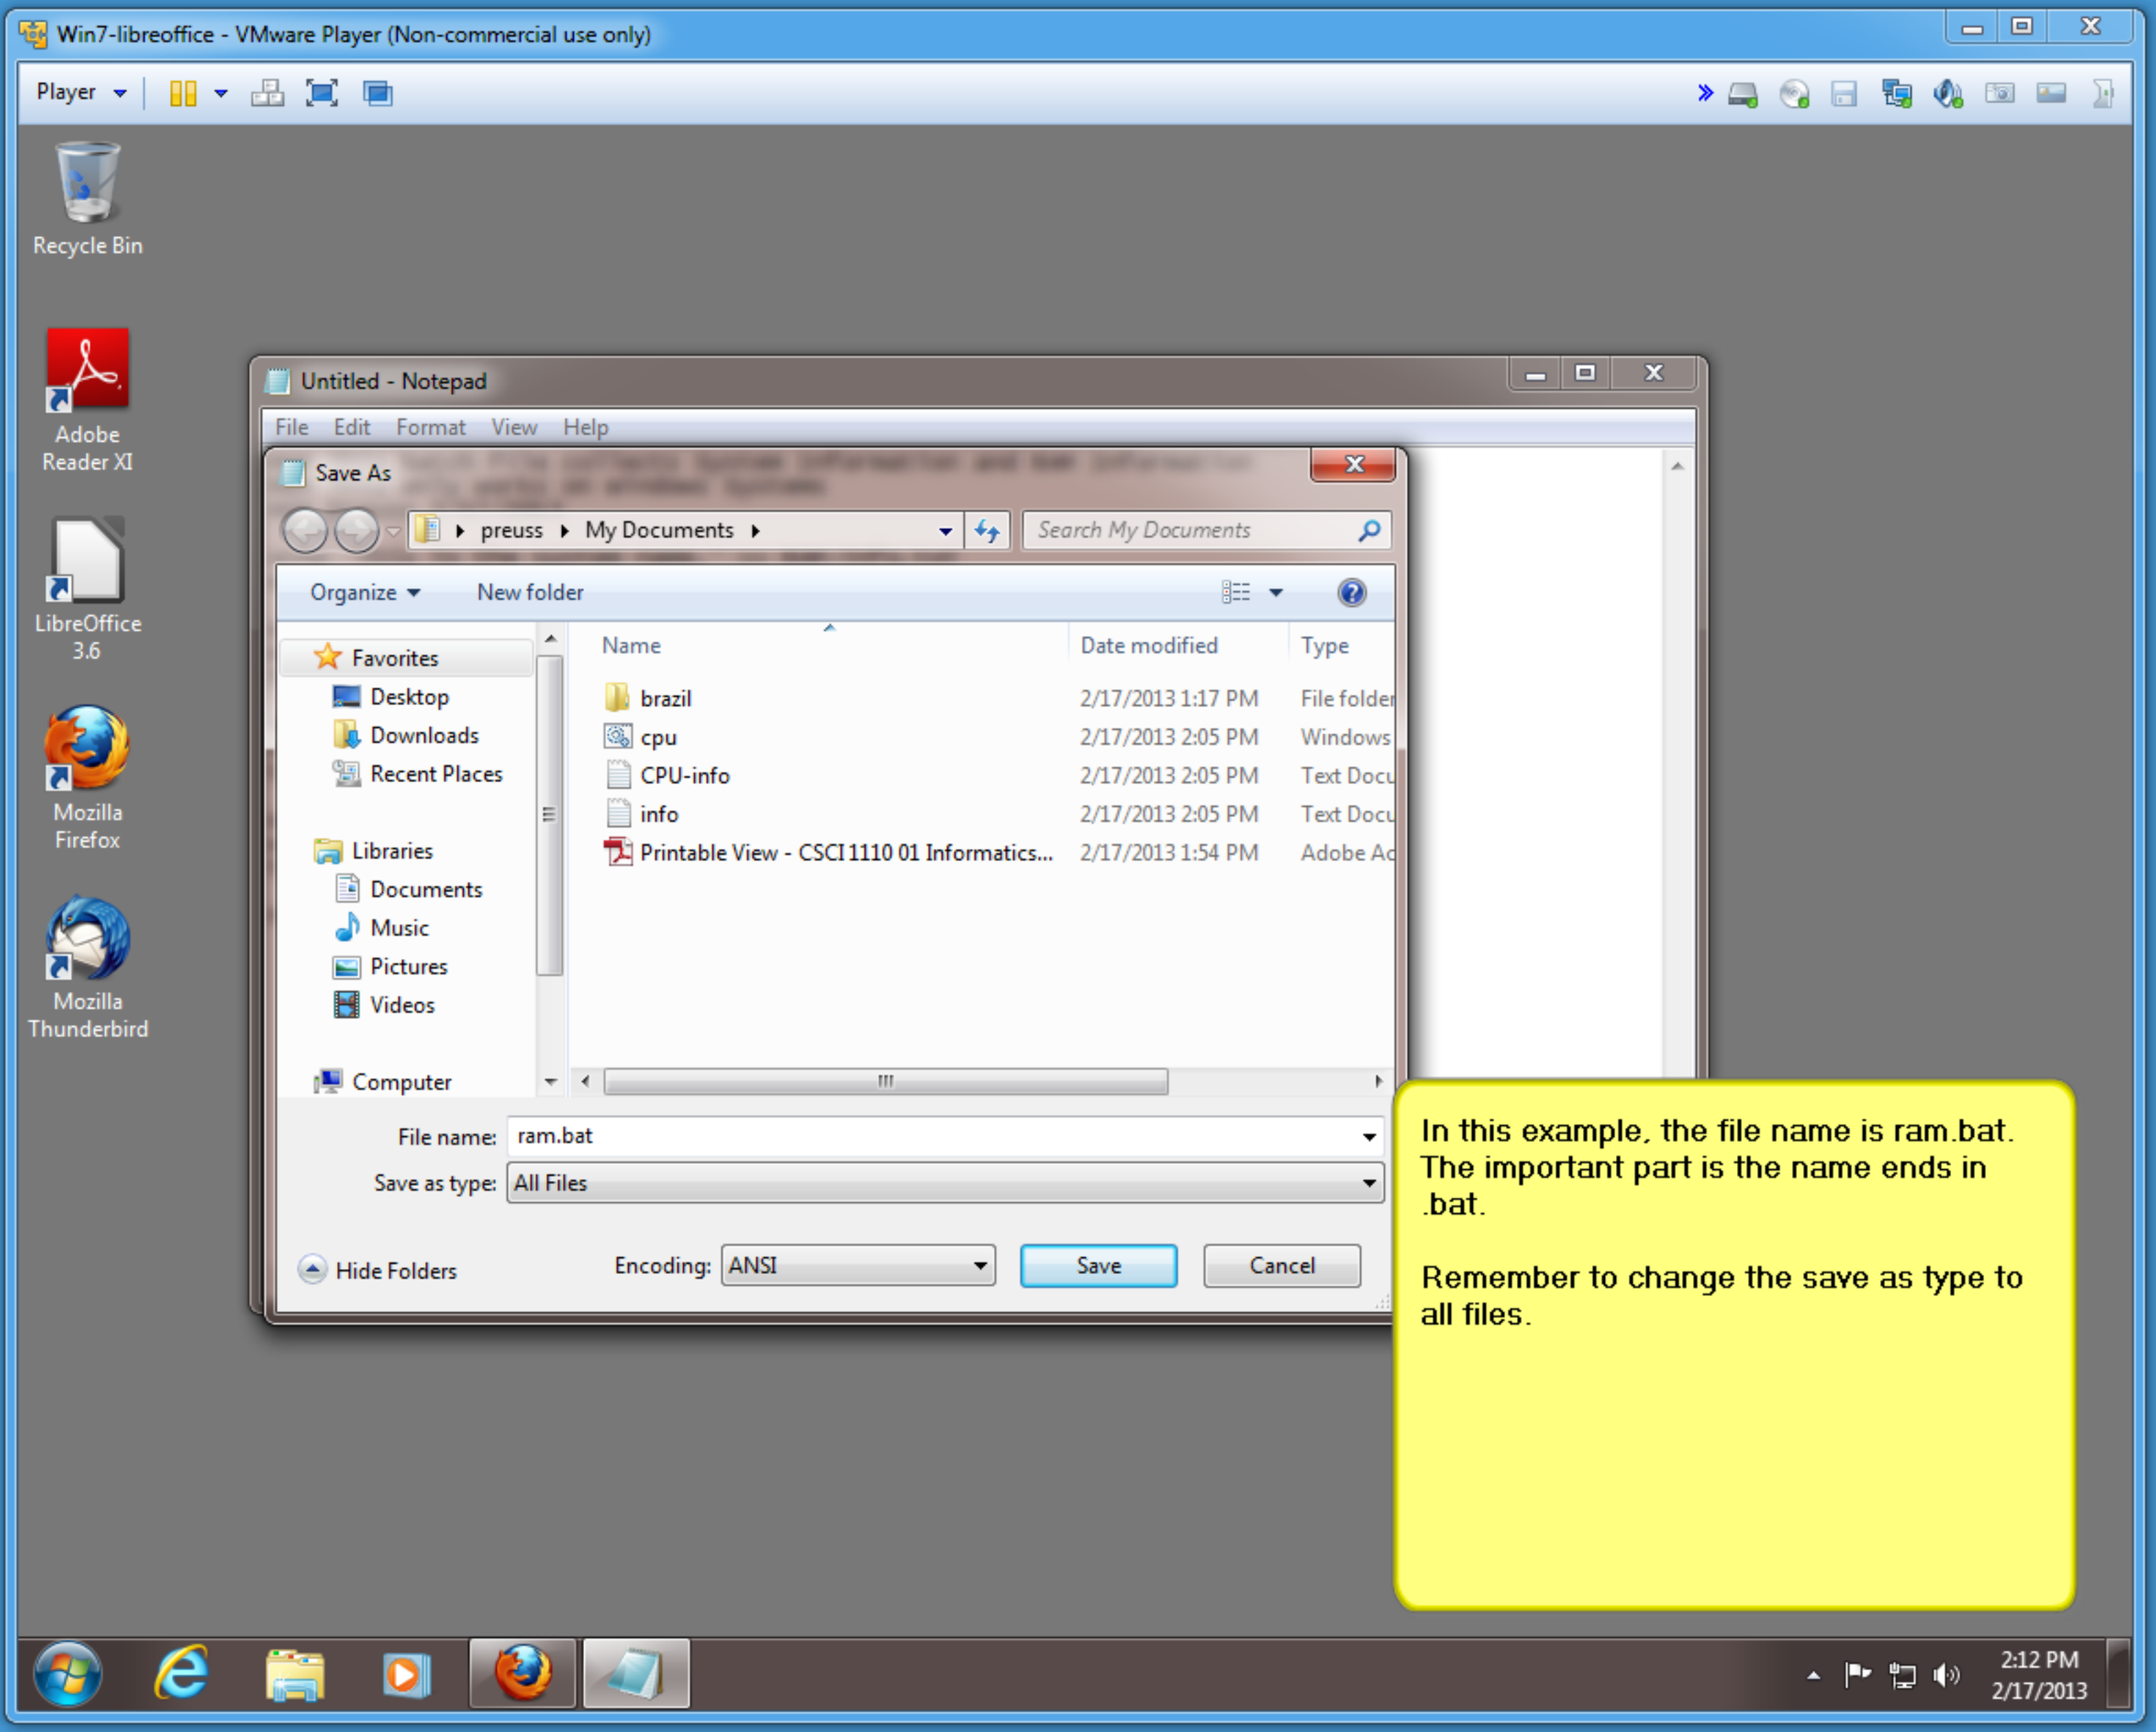 Win7-libreoffice - VMware Player (Non-commercial use only)
Player
Recycle Bin
Adobe
Reader XI
LibreOffice
3.6
Mozilla
Firefox
Mozilla
Thunderbird
Untitled - Notepad
File Edit Format View Help
Save As
preuss My Documents
Search My Documents
Organize New folder
Name Date modified Type
brazil 2/17/2013 1:17 PM File folder
cpu 2/17/2013 2:05 PM Windows
CPU-info 2/17/2013 2:05 PM Text Docu
info 2/17/2013 2:05 PM Text Docu
Printable View - CSCI 1110 01 Informatics... 2/17/2013 1:54 PM Adobe Ac
Favorites
Desktop
Downloads
Recent Places
Libraries
Documents
Music
Pictures
Videos
Computer
File name: ram.bat
Save as type: All Files
Hide Folders
Encoding: ANSI
Save
Cancel
In this example, the file name is ram.bat.
The important part is the name ends in
.bat.
Remember to change the save as type to
all files.
2:12 PM
2/17/2013